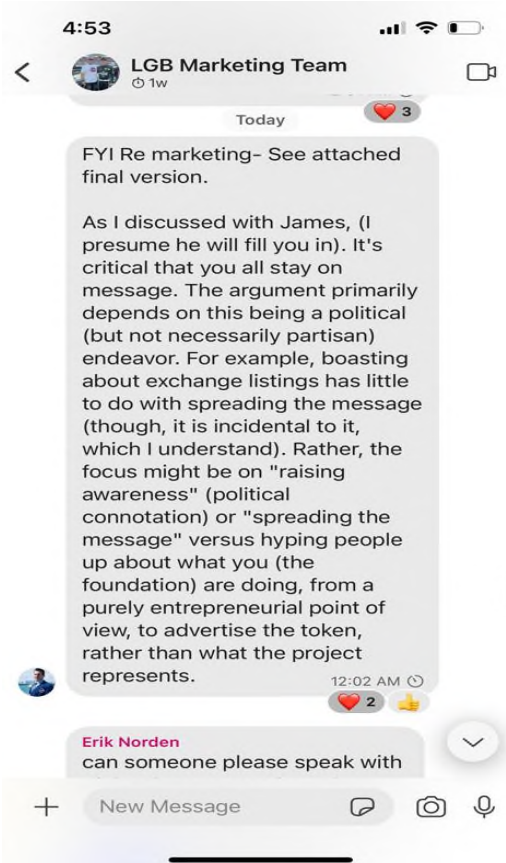 4:53
LGB Marketing Team
1w
3
Today
FYI Re marketing- See attached
final version.
As I discussed with James, (I
presume he will fill you in). It's
critical that you all stay on
message. The argument primarily
depends on this being a political
(but not necessarily partisan)
endeavor. For example, boasting
about exchange listings has little
to do with spreading the message
(though, it is incidental to it,
which I understand). Rather, the
focus might be on "raising
awareness" (political
connotation) or "spreading the
message" versus hyping people
up about what you (the
foundation) are doing, from a
purely entrepreneurial point of
view, to advertise the token,
rather than what the project
represents.
12:02 AM
2
Erik Norden
can someone please speak with
New Message